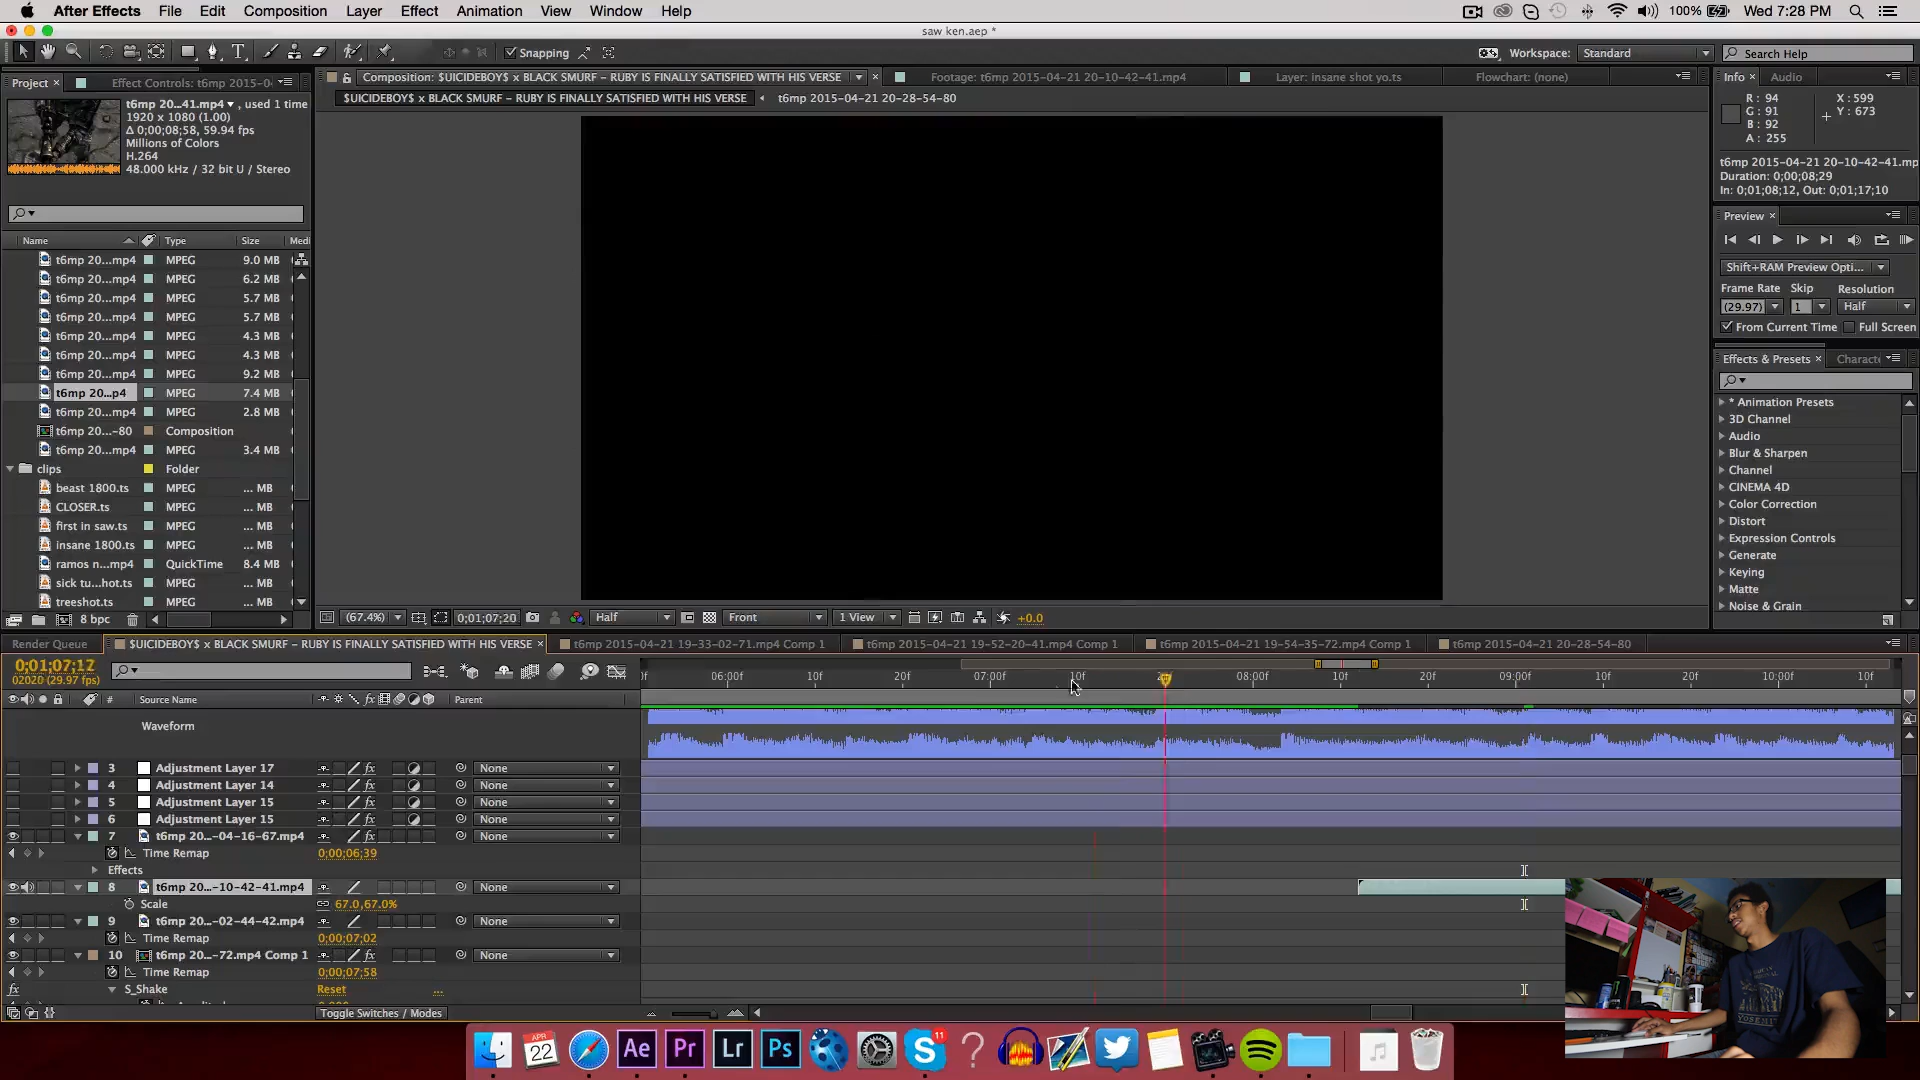 After Effects File Edit Composition Layer Effect Animation View Window Help 100% Wed 7:28 PM
saw ken.aep *
Snapping Workspace: Standard Search Help
Project × Effect Controls: t6mp 2015-0
t6mp 20...41.mp4 , used 1 time
1920 x 1080 (1.00)
Δ 0;00;08;58, 59.94 fps
Millions of Colors
H.264
48.000 kHz / 32 bit U / Stereo
Name Type Size Medi
t6mp 20...mp4 MPEG 9.0 MB
t6mp 20...mp4 MPEG 6.2 MB
t6mp 20...mp4 MPEG 5.7 MB
t6mp 20...mp4 MPEG 5.7 MB
t6mp 20...mp4 MPEG 4.3 MB
t6mp 20...mp4 MPEG 4.3 MB
t6mp 20...mp4 MPEG 9.2 MB
t6mp 20...p4 MPEG 7.4 MB
t6mp 20...mp4 MPEG 2.8 MB
t6mp 20...-80 Composition
t6mp 20...mp4 MPEG 3.4 MB
clips Folder
beast 1800.ts MPEG ... MB
CLOSER.ts MPEG ... MB
first in saw.ts MPEG ... MB
insane 1800.ts MPEG ... MB
ramos n...mp4 QuickTime 8.4 MB
sick tu...hot.ts MPEG ... MB
treeshot.ts MPEG ... MB
8 bpc
Composition: $UICIDEBOY$ x BLACK SMURF – RUBY IS FINALLY SATISFIED WITH HIS VERSE Footage: t6mp 2015-04-21 20-10-42-41.mp4 Layer: insane shot yo.ts Flowchart: (none)
$UICIDEBOY$ x BLACK SMURF – RUBY IS FINALLY SATISFIED WITH HIS VERSE t6mp 2015-04-21 20-28-54-80
(67.4%) 0;01;07;20 Half Front 1 View +0.0
Info × Audio
R : 94 X : 599
G : 91 Y : 673
B : 92
A : 255
t6mp 2015-04-21 20-10-42-41.mp
Duration: 0;00;08;29
In: 0;01;08;12, Out: 0;01;17;10
Preview ×
Shift+RAM Preview Opti...
Frame Rate Skip Resolution
(29.97) 1 Half
From Current Time Full Screen
Effects & Presets × Characte
* Animation Presets
3D Channel
Audio
Blur & Sharpen
Channel
CINEMA 4D
Color Correction
Distort
Expression Controls
Generate
Keying
Matte
Noise & Grain
Render Queue $UICIDEBOY$ x BLACK SMURF – RUBY IS FINALLY SATISFIED WITH HIS VERSE × t6mp 2015-04-21 19-33-02-71.mp4 Comp 1 t6mp 2015-04-21 19-52-20-41.mp4 Comp 1 t6mp 2015-04-21 19-54-35-72.mp4 Comp 1 t6mp 2015-04-21 20-28-54-80
0;01;07;12
02020 (29.97 fps)
06:00f 10f 20f 07:00f 10f 08:00f 10f 20f 09:00f 10f 20f 10:00f 10f
# Source Name Parent
Waveform
3 Adjustment Layer 17 None
4 Adjustment Layer 14 None
5 Adjustment Layer 15 None
6 Adjustment Layer 15 None
7 t6mp 20...-04-16-67.mp4 None
Time Remap 0;00;06;39
Effects
8 t6mp 20...-10-42-41.mp4 None
Scale 67.0,67.0%
9 t6mp 20...-02-44-42.mp4 None
Time Remap 0;00;07;02
10 t6mp 20...-72.mp4 Comp 1 None
Time Remap 0;00;07;58
S_Shake Reset ...
Toggle Switches / Modes
APR 22 Ae Pr Lr Ps 11